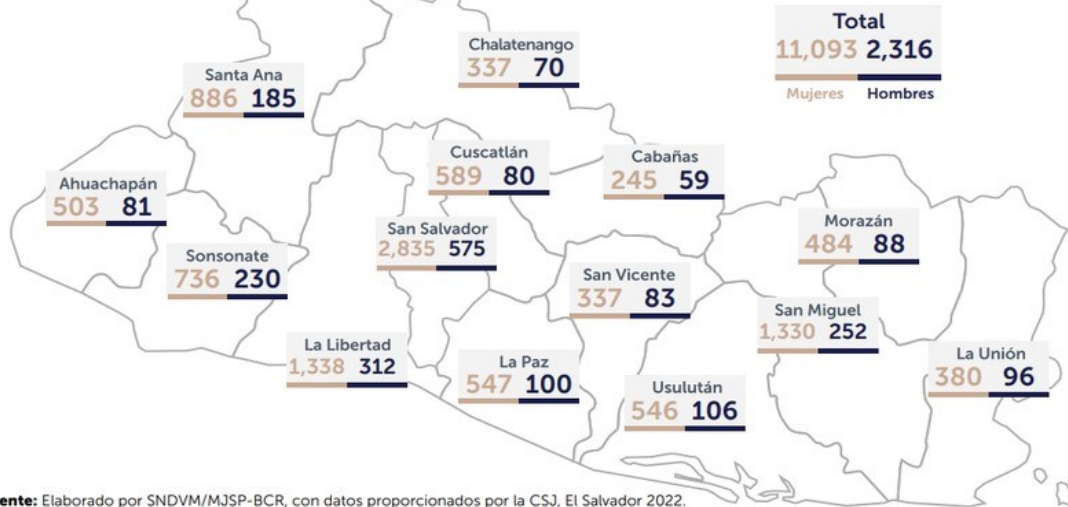 Total
11,093 2,316
Mujeres Hombres
Chalatenango
337 70
Santa Ana
886 185
Cuscatlán
589 80
Cabañas
245 59
Ahuachapán
503 81
Morazán
484 88
San Salvador
2,835 575
Sonsonate
736 230
San Vicente
337 83
San Miguel
1,330 252
La Libertad
1,338 312
La Unión
380 96
La Paz
547 100
Usulután
546 106
ente: Elaborado por SNDVM/MJSP-BCR, con datos proporcionados por la CSJ, El Salvador 2022.